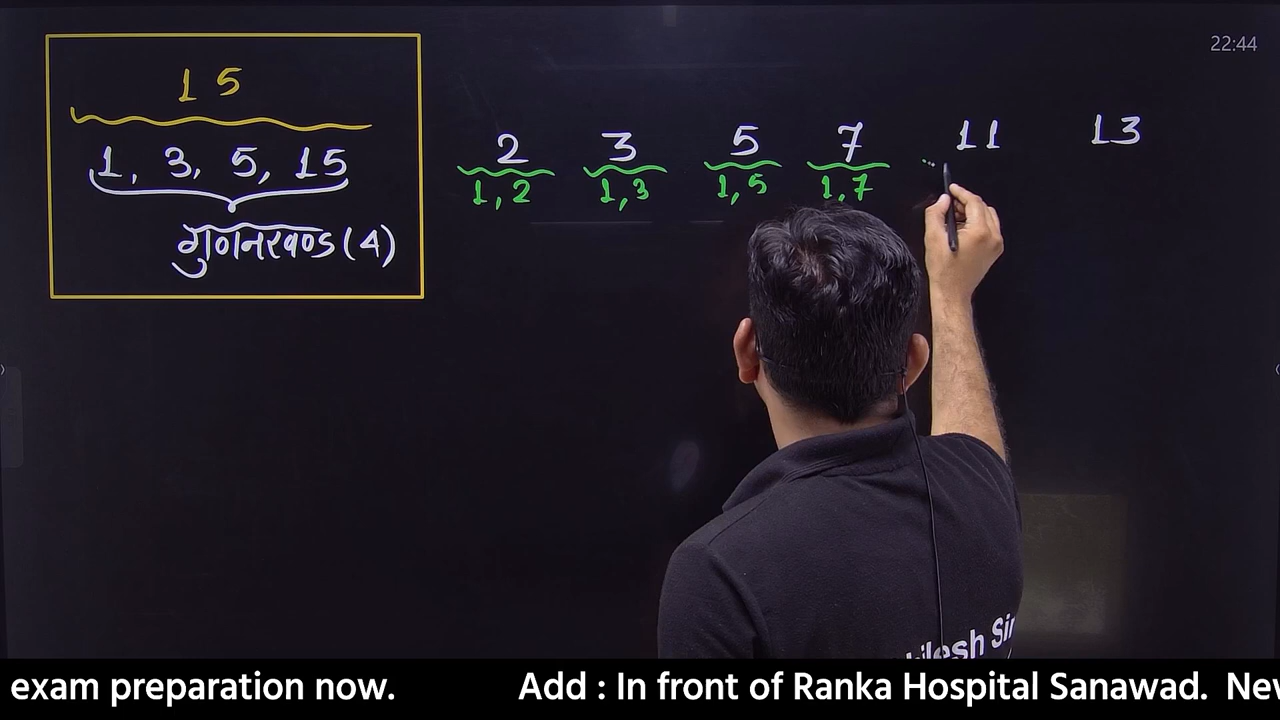 22:44
15
1, 3, 5, 15
गुणनखण्ड (4)
2 3 5 7 11 13
1,2 1,3 1,5 1,7
exam preparation now. Add : In front of Ranka Hospital Sanawad.